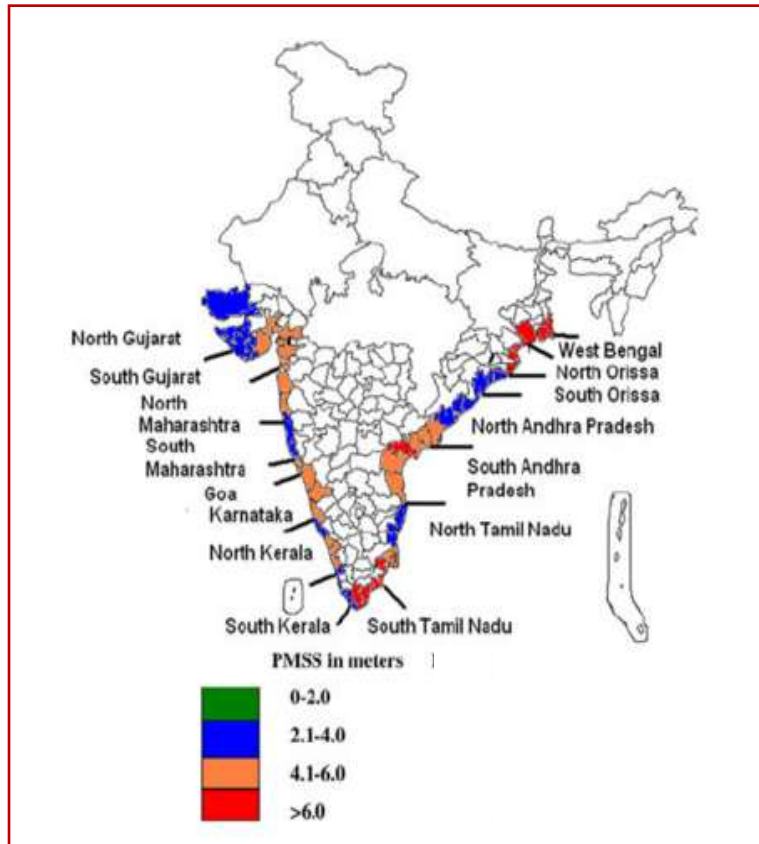 North Gujarat
South Gujarat
North
Maharashtra
South
Maharashtra
Goa
Karnataka
North Kerala
South Kerala
West Bengal
North Orissa
South Orissa
North Andhra Pradesh
South Andhra
Pradesh
North Tamil Nadu
South Tamil Nadu
PMSS in meters
0-2.0
2.1-4.0
4.1-6.0
>6.0